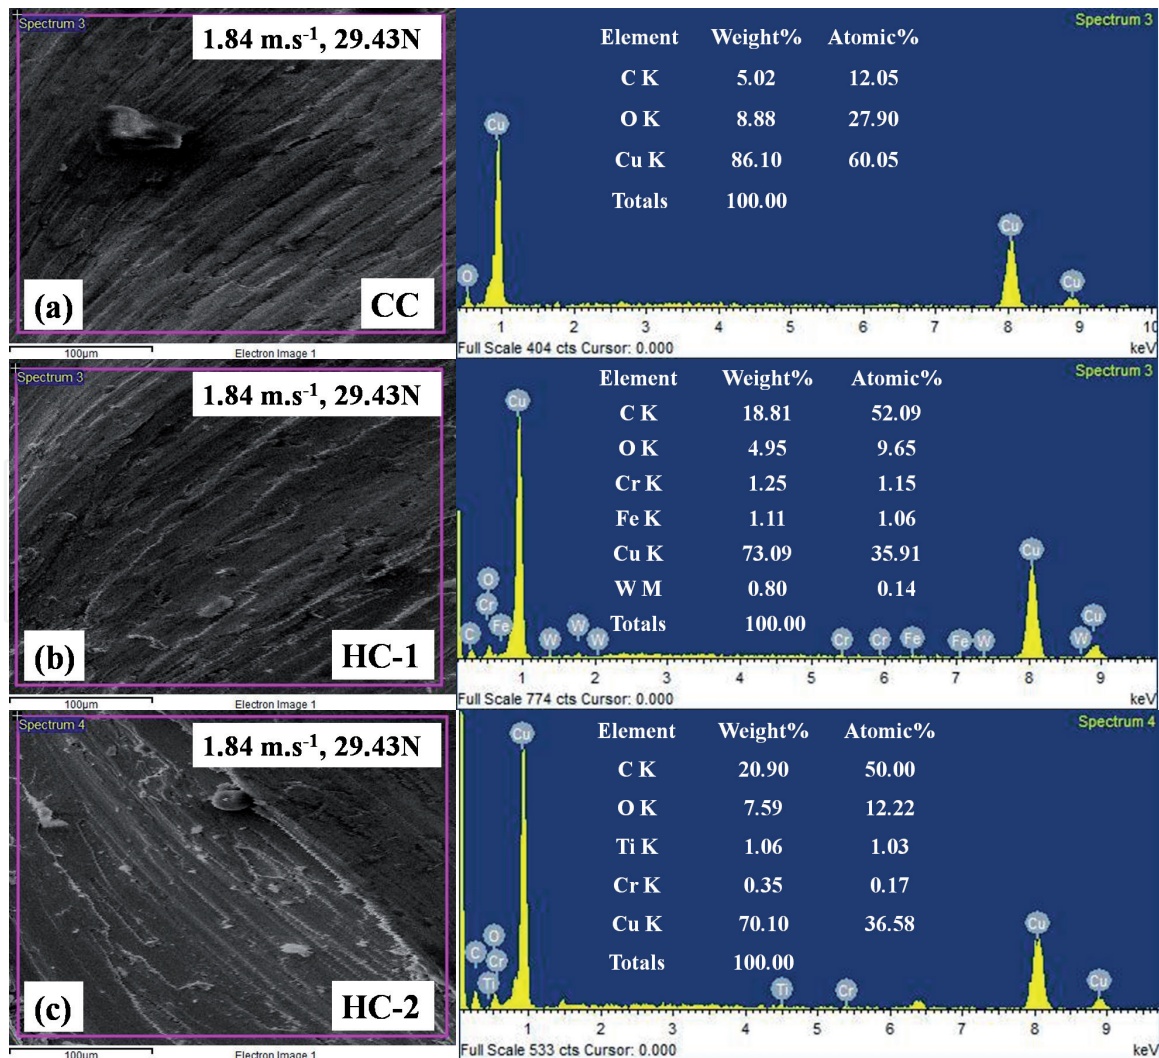 Spectrum 3
1.84 m.s-1, 29.43N
(a)
CC
100µm
Electron Image 1
Spectrum 3
Element Weight% Atomic%
C K 5.02 12.05
O K 8.88 27.90
Cu K 86.10 60.05
Totals 100.00
Cu
O
Cu
Cu
1 2 3 4 5 6 7 8 9 10
Full Scale 404 cts Cursor: 0.000
keV
Spectrum 3
1.84 m.s-1, 29.43N
(b)
HC-1
100µm
Electron Image 1
Spectrum 3
Element Weight% Atomic%
C K 18.81 52.09
O K 4.95 9.65
Cr K 1.25 1.15
Fe K 1.11 1.06
Cu K 73.09 35.91
W M 0.80 0.14
Totals 100.00
Cu
Cu
O
Cr
Cu
C Fe W W W Cr Cr Fe Fe W W
1 2 3 4 5 6 7 8 9
Full Scale 774 cts Cursor: 0.000
keV
Spectrum 4
1.84 m.s-1, 29.43N
(c)
HC-2
100µm
Electron Image 1
Spectrum 4
Element Weight% Atomic%
C K 20.90 50.00
O K 7.59 12.22
Ti K 1.06 1.03
Cr K 0.35 0.17
Cu K 70.10 36.58
Totals 100.00
Cu
Cu
O
C
Cr
Ti
Ti
Cr
Cu
1 2 3 4 5 6 7 8 9
Full Scale 533 cts Cursor: 0.000
keV